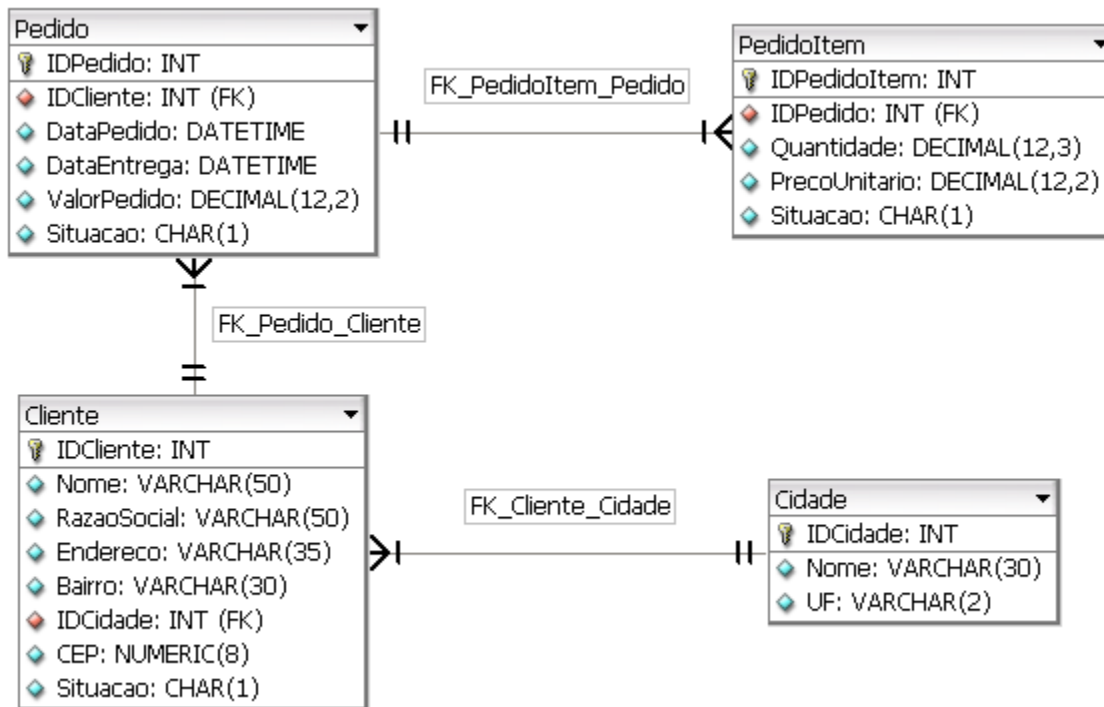 Pedido
IDPedido: INT
IDCliente: INT (FK)
DataPedido: DATETIME
DataEntrega: DATETIME
ValorPedido: DECIMAL(12,2)
Situacao: CHAR(1)
FK_PedidoItem_Pedido
PedidoItem
IDPedidoItem: INT
IDPedido: INT (FK)
Quantidade: DECIMAL(12,3)
PrecoUnitario: DECIMAL(12,2)
Situacao: CHAR(1)
FK_Pedido_Cliente
Cliente
IDCliente: INT
Nome: VARCHAR(50)
RazaoSocial: VARCHAR(50)
Endereco: VARCHAR(35)
Bairro: VARCHAR(30)
IDCidade: INT (FK)
CEP: NUMERIC(8)
Situacao: CHAR(1)
FK_Cliente_Cidade
Cidade
IDCidade: INT
Nome: VARCHAR(30)
UF: VARCHAR(2)